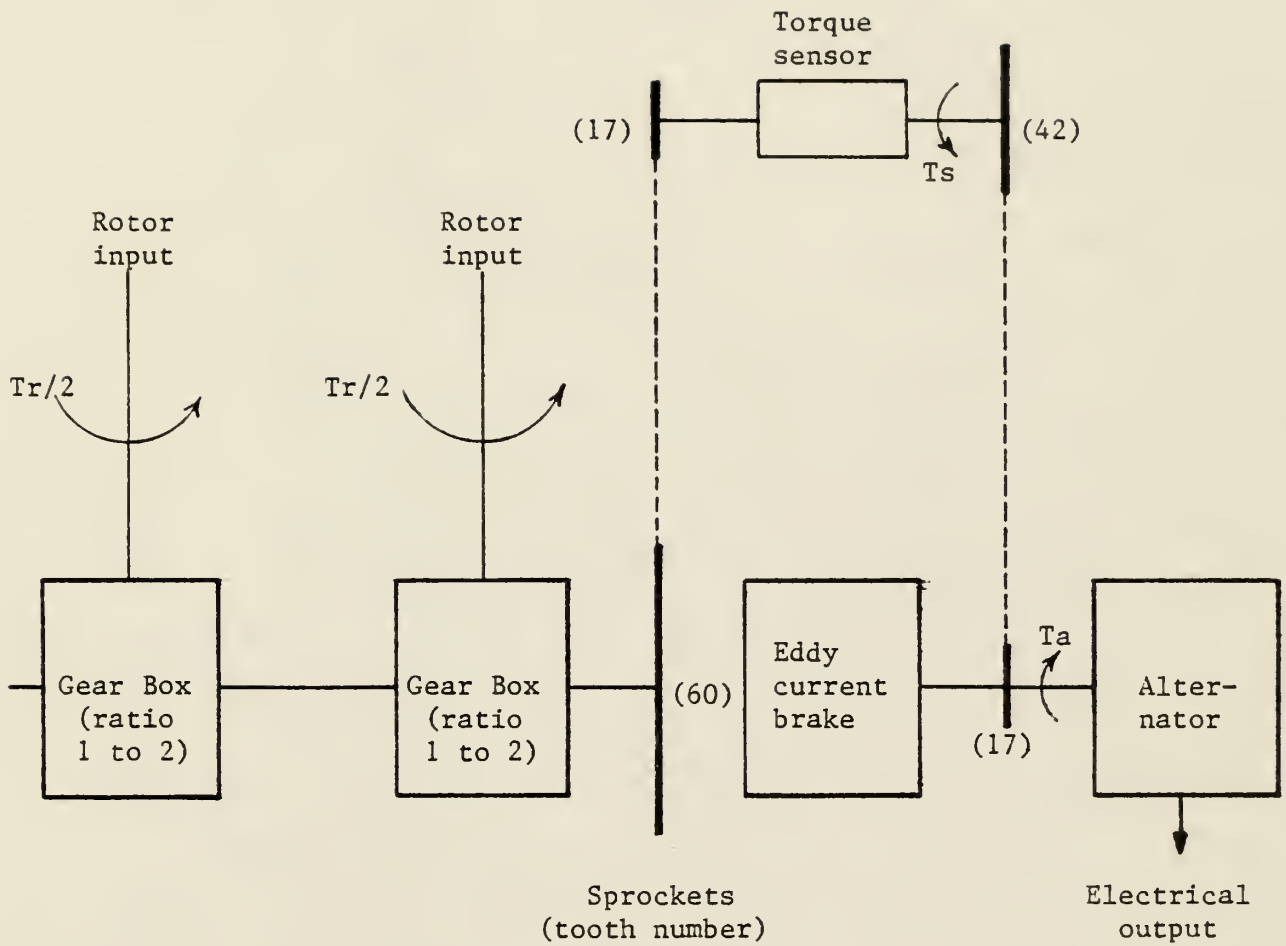 Torque
sensor
(17)
(42)
Ts
Rotor
input
Rotor
input
Tr/2
Tr/2
Gear Box
(ratio
1 to 2)
Gear Box
(ratio
1 to 2)
(60)
Eddy
current
brake
(17)
Ta
Alter-
nator
Sprockets
(tooth number)
Electrical
output